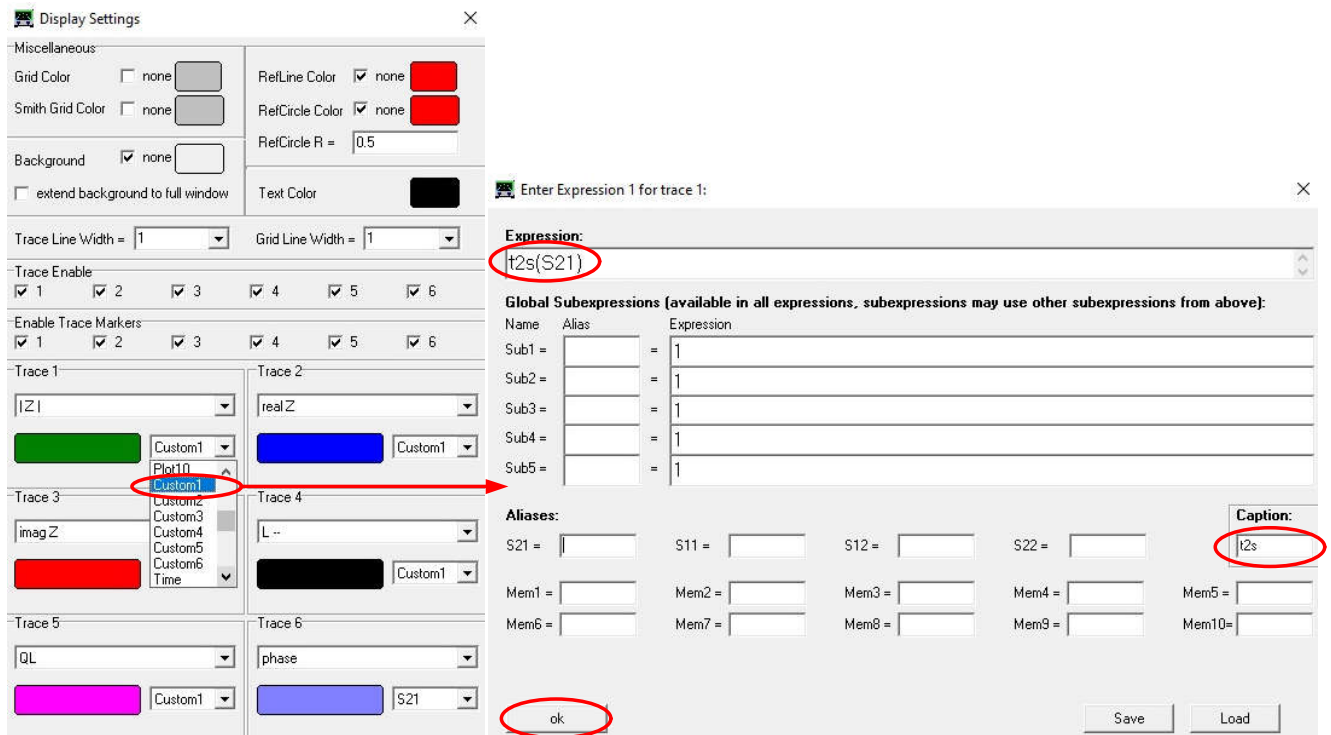 Display Settings
Miscellaneous
Grid Color none RefLine Color none
Smith Grid Color none RefCircle Color none
RefCircle R = 0.5
Background none
extend background to full window Text Color
Trace Line Width = 1 Grid Line Width = 1
Trace Enable
1 2 3 4 5 6
Enable Trace Markers
1 2 3 4 5 6
Trace 1 Trace 2
|Z| real Z
Custom1 Custom1
Plot10
Custom1
Custom2
Custom3
Custom4
Custom5
Custom6
Time
Trace 3 Trace 4
imag Z L --
Custom1
Trace 5 Trace 6
QL phase
Custom1 S21
Enter Expression 1 for trace 1:
Expression:
t2s(S21)
Global Subexpressions (available in all expressions, subexpressions may use other subexpressions from above):
Name Alias Expression
Sub1 = = 1
Sub2 = = 1
Sub3 = = 1
Sub4 = = 1
Sub5 = = 1
Aliases: Caption:
S21 = S11 = S12 = S22 = t2s
Mem1 = Mem2 = Mem3 = Mem4 = Mem5 =
Mem6 = Mem7 = Mem8 = Mem9 = Mem10=
ok Save Load